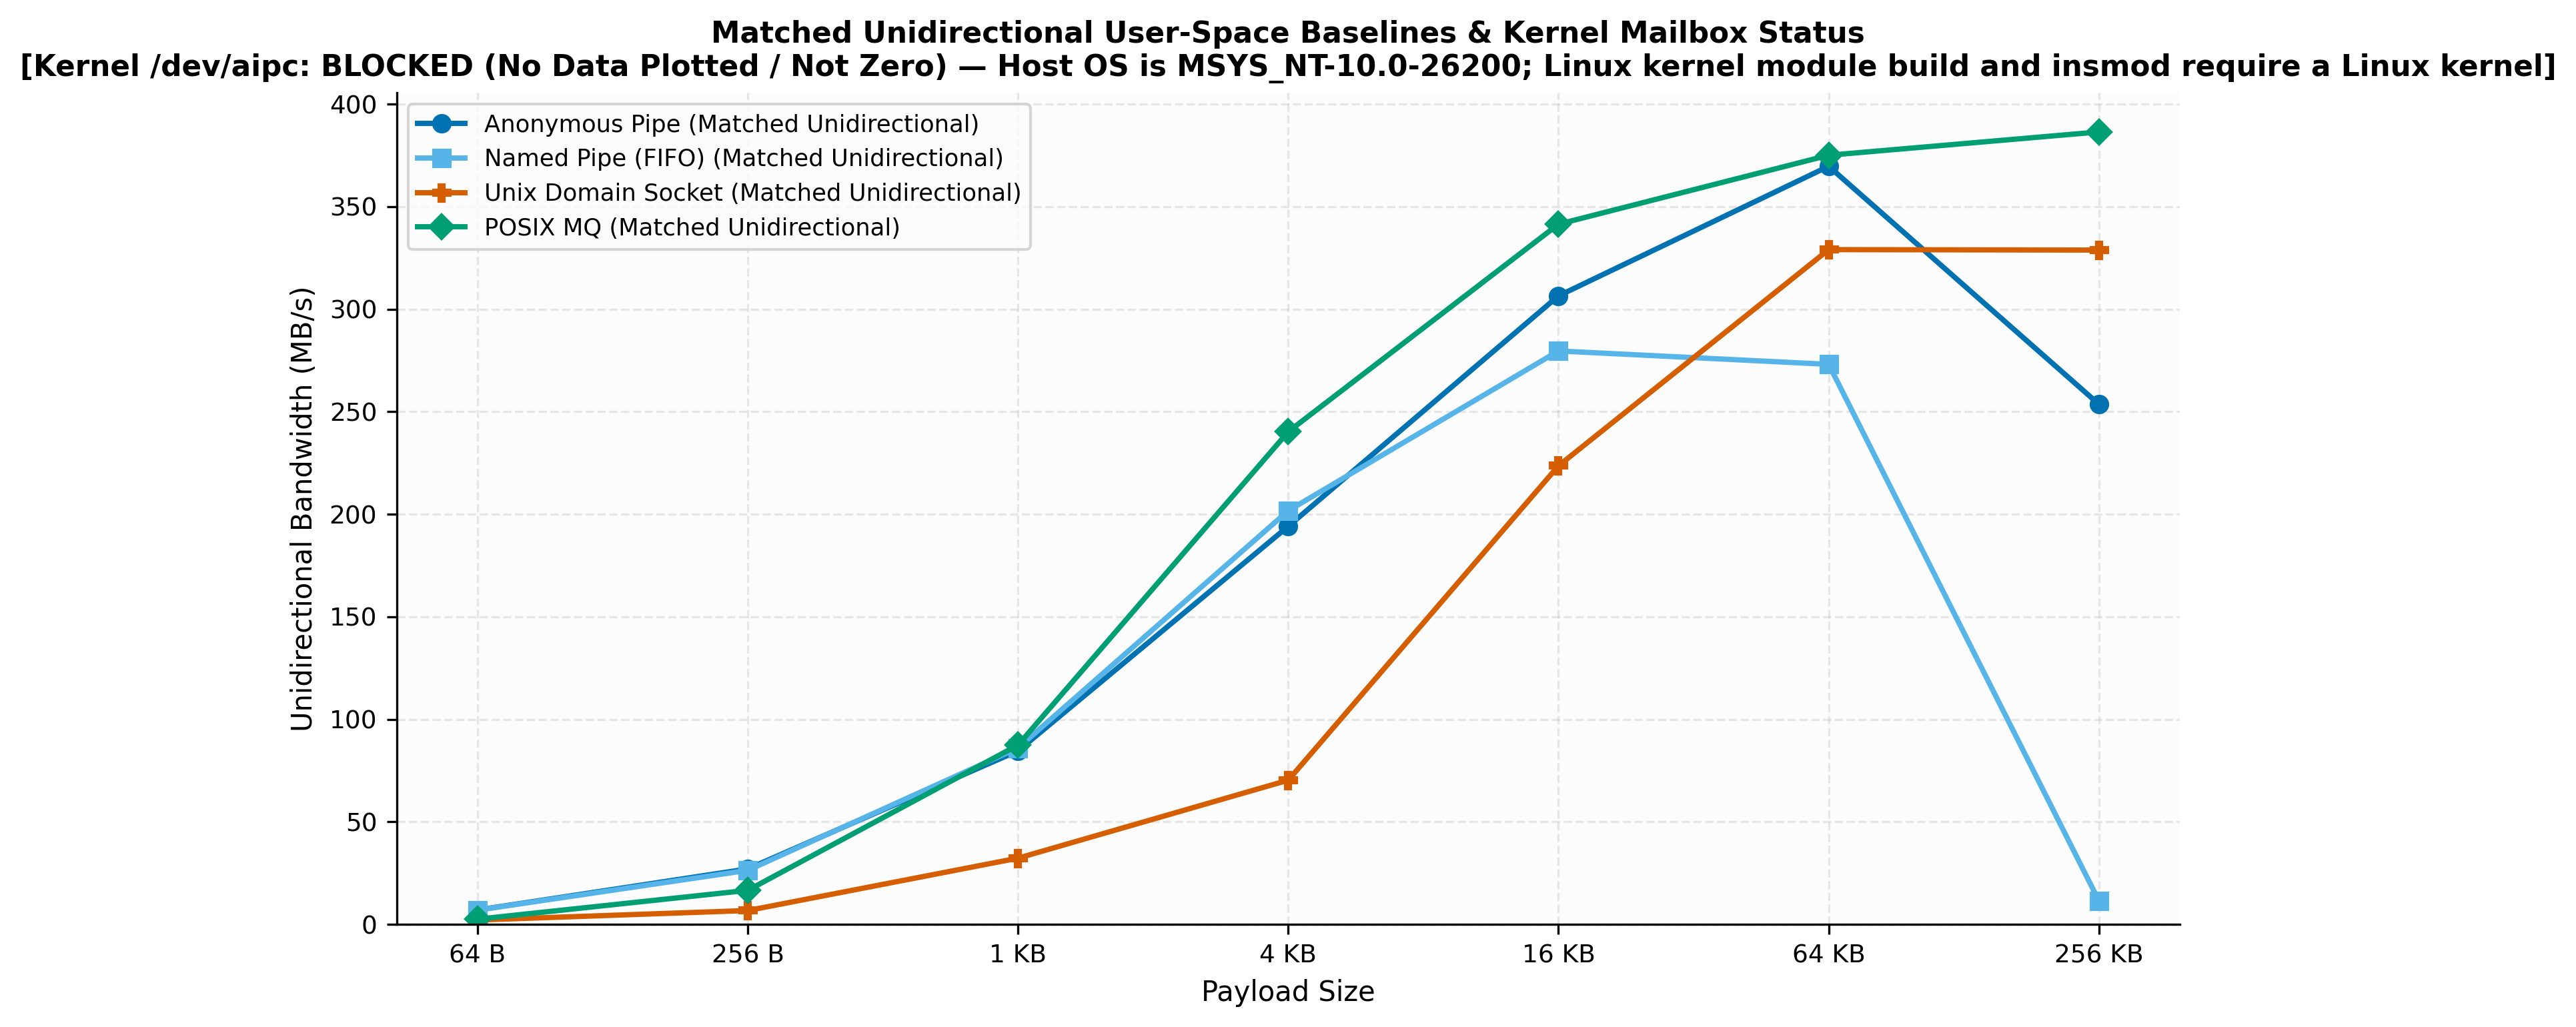 Matched Unidirectional User-Space Baselines & Kernel Mailbox Status
[Kernel /dev/aipc: BLOCKED (No Data Plotted / Not Zero) — Host OS is MSYS_NT-10.0-26200; Linux kernel module build and insmod require a Linux kernel]
Anonymous Pipe (Matched Unidirectional)
Named Pipe (FIFO) (Matched Unidirectional)
Unix Domain Socket (Matched Unidirectional)
POSIX MQ (Matched Unidirectional)
Unidirectional Bandwidth (MB/s)
400
350
300
250
200
150
100
50
0
64 B
256 B
1 KB
4 KB
16 KB
64 KB
256 KB
Payload Size